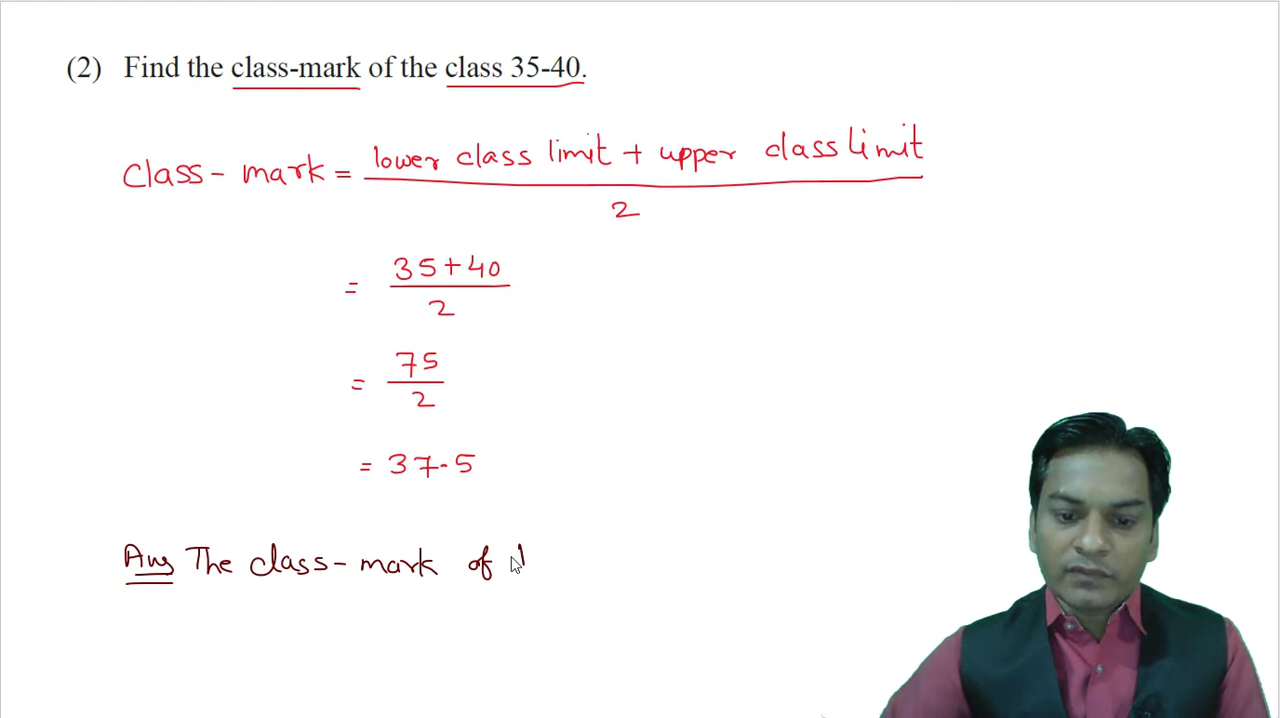 (2) Find the class-mark of the class 35-40.
class - mark = lower class limit + upper class limit
2
= 35+40
2
= 75
2
= 37.5
Ans The class - mark of